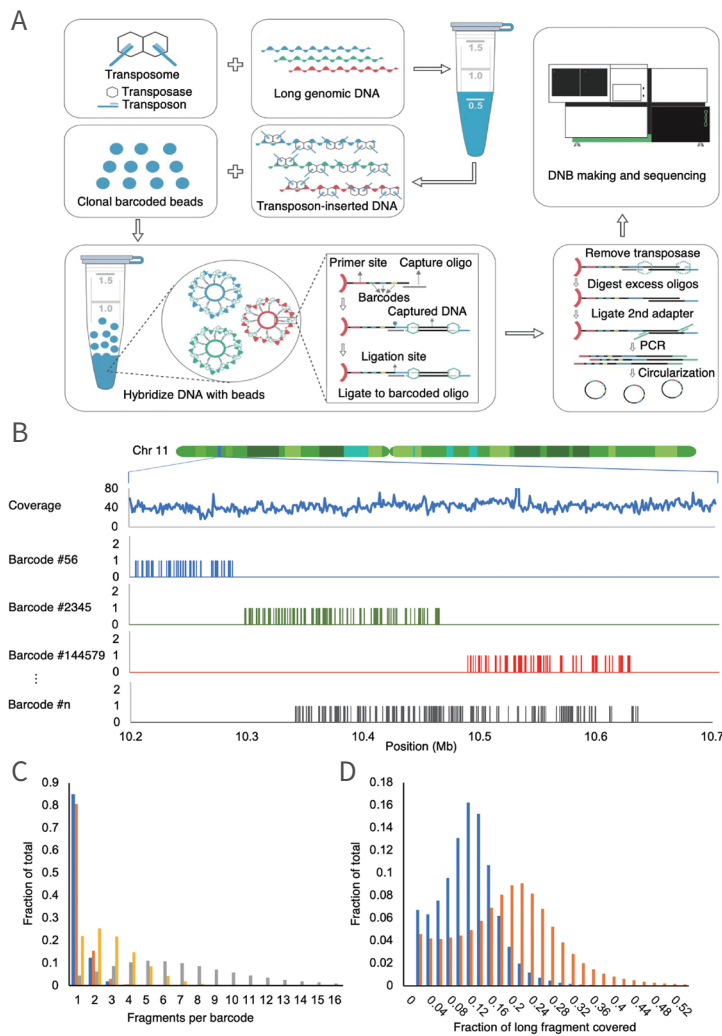 A
Transposome
Transposase
Transposon
Long genomic DNA
1.5
1.0
0.5
DNB making and sequencing
Clonal barcoded beads
Transposon-inserted DNA
1.5
1.0
Hybridize DNA with beads
Primer site
Capture oligo
Barcodes
Captured DNA
Ligation site
Ligate to barcoded oligo
Remove transposase
Digest excess oligos
Ligate 2nd adapter
PCR
Circularization
B
Chr 11
Coverage
80
40
0
Barcode #56
2
1
0
Barcode #2345
2
1
0
Barcode #144579
2
1
0
⋮
Barcode #n
2
1
0
10.2 10.3 10.4 10.5 10.6 10.7
Position (Mb)
C
Fraction of total
0.9
0.8
0.7
0.6
0.5
0.4
0.3
0.2
0.1
0
1 2 3 4 5 6 7 8 9 10 11 12 13 14 15 16
Fragments per barcode
D
Fraction of total
0.18
0.16
0.14
0.12
0.1
0.08
0.06
0.04
0.02
0
0 0.04 0.08 0.12 0.16 0.2 0.24 0.28 0.32 0.36 0.4 0.44 0.48 0.52
Fraction of long fragment covered